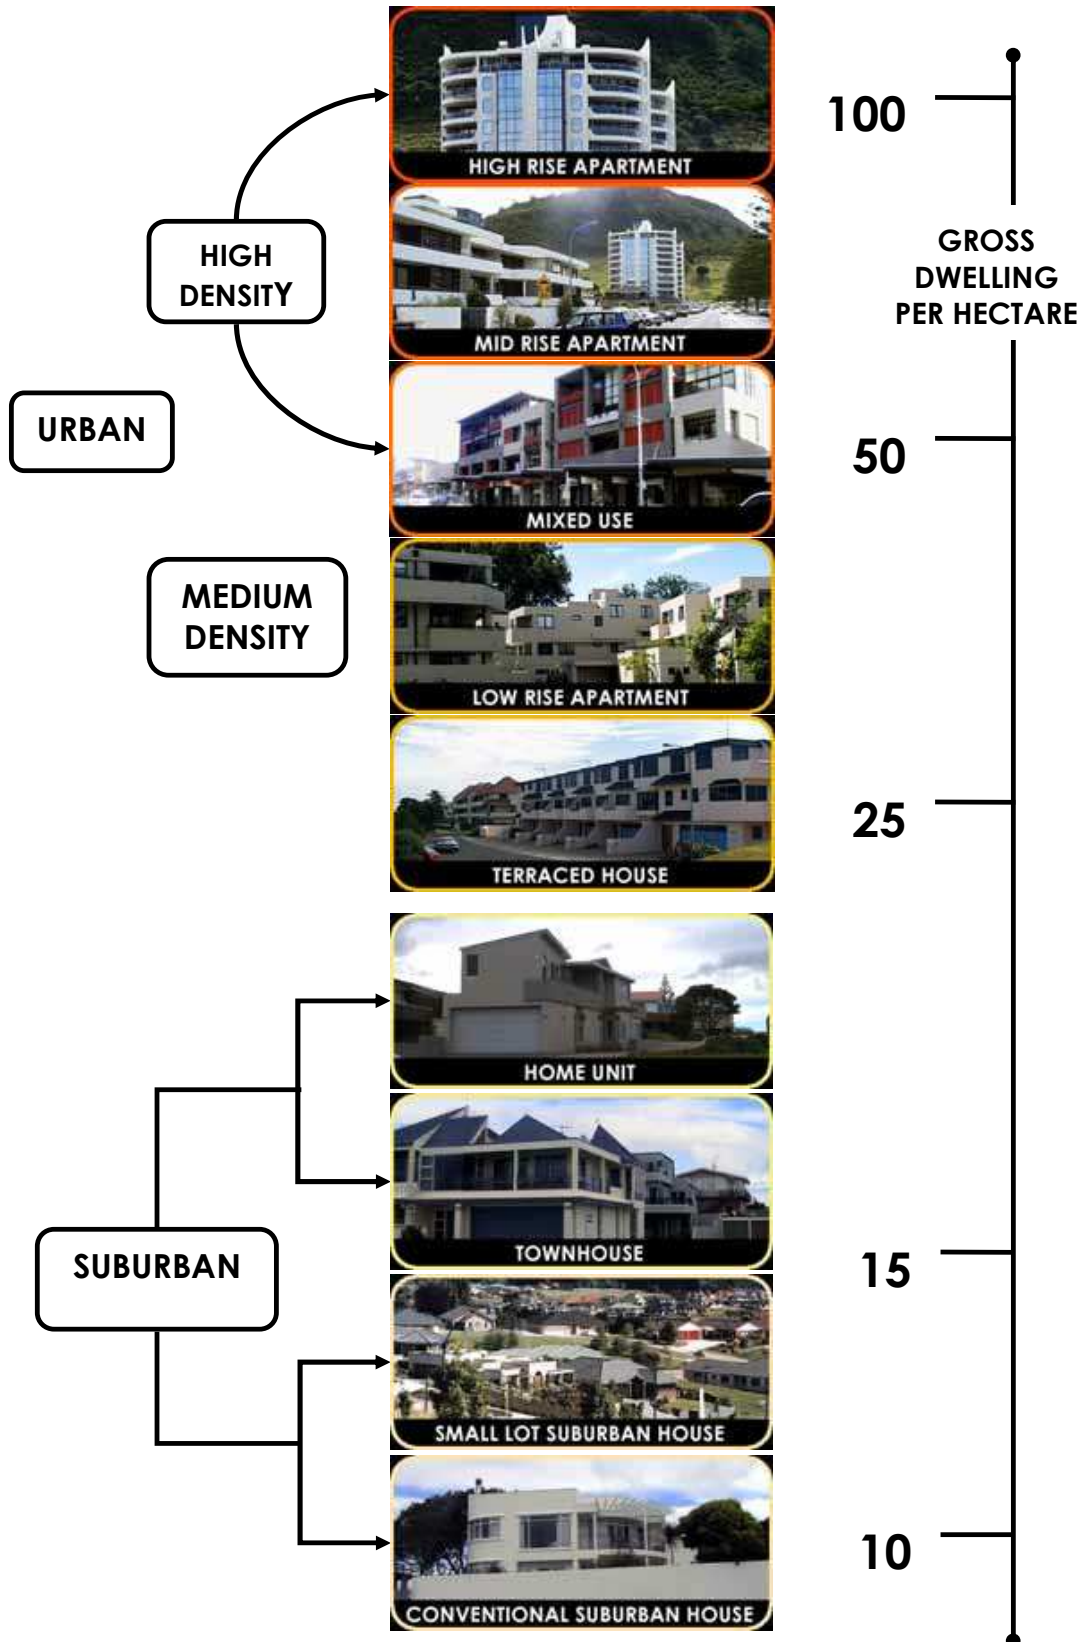 HIGH RISE APARTMENT
100
HIGH
DENSITY
GROSS
DWELLING
PER HECTARE
MID RISE APARTMENT
URBAN
50
MIXED USE
MEDIUM
DENSITY
LOW RISE APARTMENT
25
TERRACED HOUSE
HOME UNIT
TOWNHOUSE
SUBURBAN
15
SMALL LOT SUBURBAN HOUSE
10
CONVENTIONAL SUBURBAN HOUSE